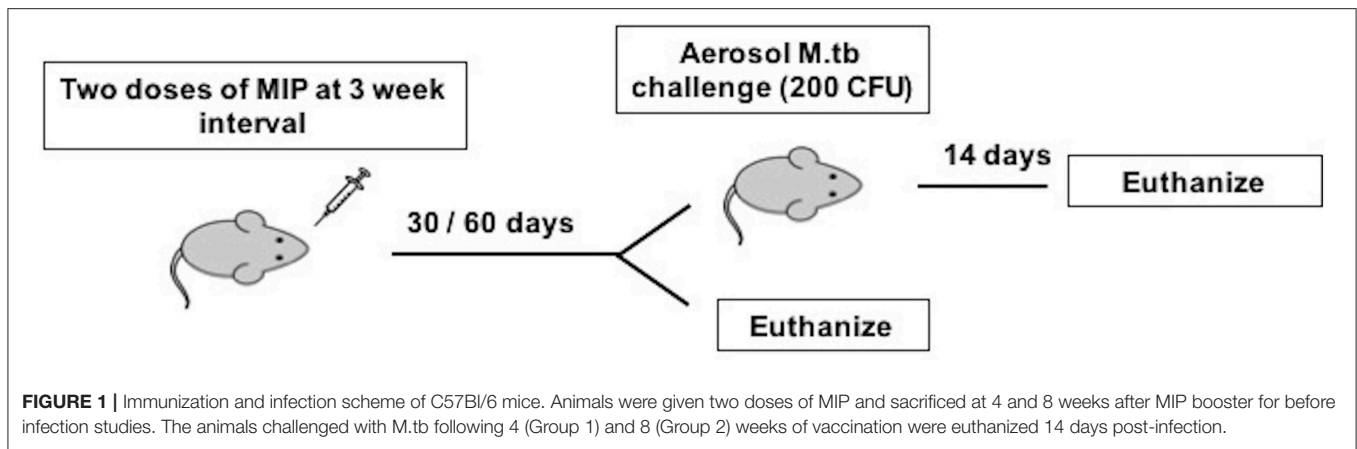 Two doses of MIP at 3 week
interval
30 / 60 days
Aerosol M.tb
challenge (200 CFU)
14 days
Euthanize
Euthanize
FIGURE 1 | Immunization and infection scheme of C57Bl/6 mice. Animals were given two doses of MIP and sacrificed at 4 and 8 weeks after MIP booster for before
infection studies. The animals challenged with M.tb following 4 (Group 1) and 8 (Group 2) weeks of vaccination were euthanized 14 days post-infection.